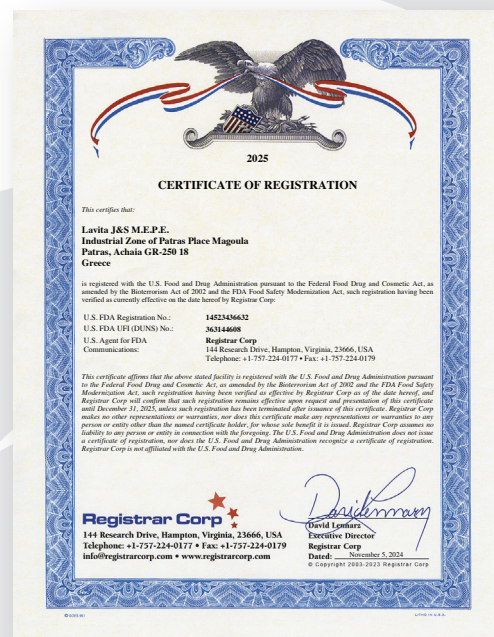 2025
CERTIFICATE OF REGISTRATION
This certifies that:
Lavita J&S M.E.P.E.
Industrial Zone of Patras Place Magoula
Patras, Achaia GR-250 18
Greece
is registered with the U.S. Food and Drug Administration pursuant to the Federal Food Drug and Cosmetic Act, as
amended by the Bioterrorism Act of 2002 and the FDA Food Safety Modernization Act, such registration having been
verified as currently effective on the date hereof by Registrar Corp:
U.S. FDA Registration No.: 14523436632
U.S. FDA UFI (DUNS) No.: 363144608
U.S. Agent for FDA Registrar Corp
Communications: 144 Research Drive, Hampton, Virginia, 23666, USA
Telephone: +1-757-224-0177 • Fax: +1-757-224-0179
This certificate affirms that the above stated facility is registered with the U.S. Food and Drug Administration pursuant
to the Federal Food Drug and Cosmetic Act, as amended by the Bioterrorism Act of 2002 and the FDA Food Safety
Modernization Act, such registration having been verified as effective by Registrar Corp as of the date hereof, and
Registrar Corp will confirm that such registration remains effective upon request and presentation of this certificate
until December 31, 2025, unless such registration has been terminated after issuance of this certificate. Registrar Corp
makes no other representations or warranties, nor does this certificate make any representations or warranties to any
person or entity other than the named certificate holder, for whose sole benefit it is issued. Registrar Corp assumes no
liability to any person or entity in connection with the foregoing. The U.S. Food and Drug Administration does not issue
a certificate of registration, nor does the U.S. Food and Drug Administration recognize a certificate of registration.
Registrar Corp is not affiliated with the U.S. Food and Drug Administration.
Registrar Corp
144 Research Drive, Hampton, Virginia, 23666, USA
Telephone: +1-757-224-0177 • Fax: +1-757-224-0179
info@registrarcorp.com • www.registrarcorp.com
David Lennarz
Executive Director
Registrar Corp
Dated: November 5, 2024
© Copyright 2003-2023 Registrar Corp
LITHO IN U.S.A.